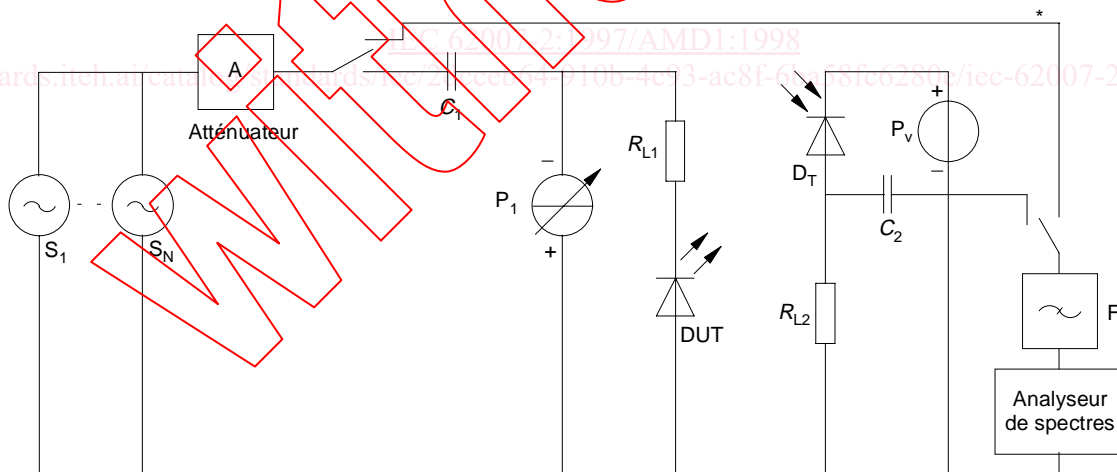 *
IEC 62007-2:1997/AMD1:1998
A
Atténuateur
C1
S1
SN
P1
−
+
RL1
DUT
DT
C2
RL2
Pv
+
−
F
Analyseur
de spectres